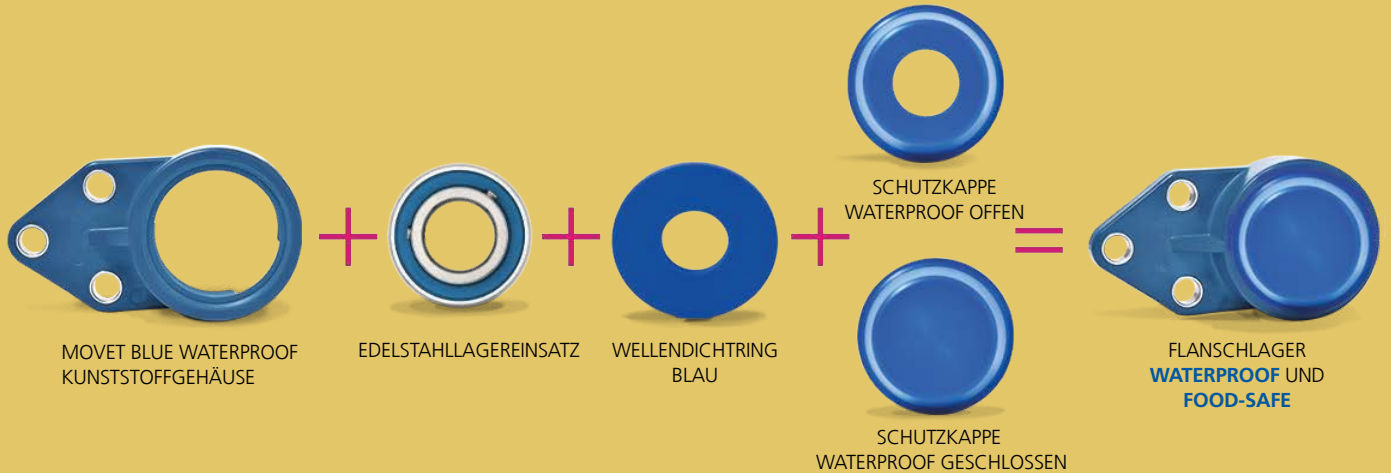 MOVET BLUE WATERPROOF
KUNSTSTOFFGEHÄUSE
EDELSTAHLLAGEREINSATZ
WELLENDICHTRING
BLAU
SCHUTZKAPPE
WATERPROOF OFFEN
SCHUTZKAPPE
WATERPROOF GESCHLOSSEN
FLANSCHLAGER
WATERPROOF UND
FOOD-SAFE